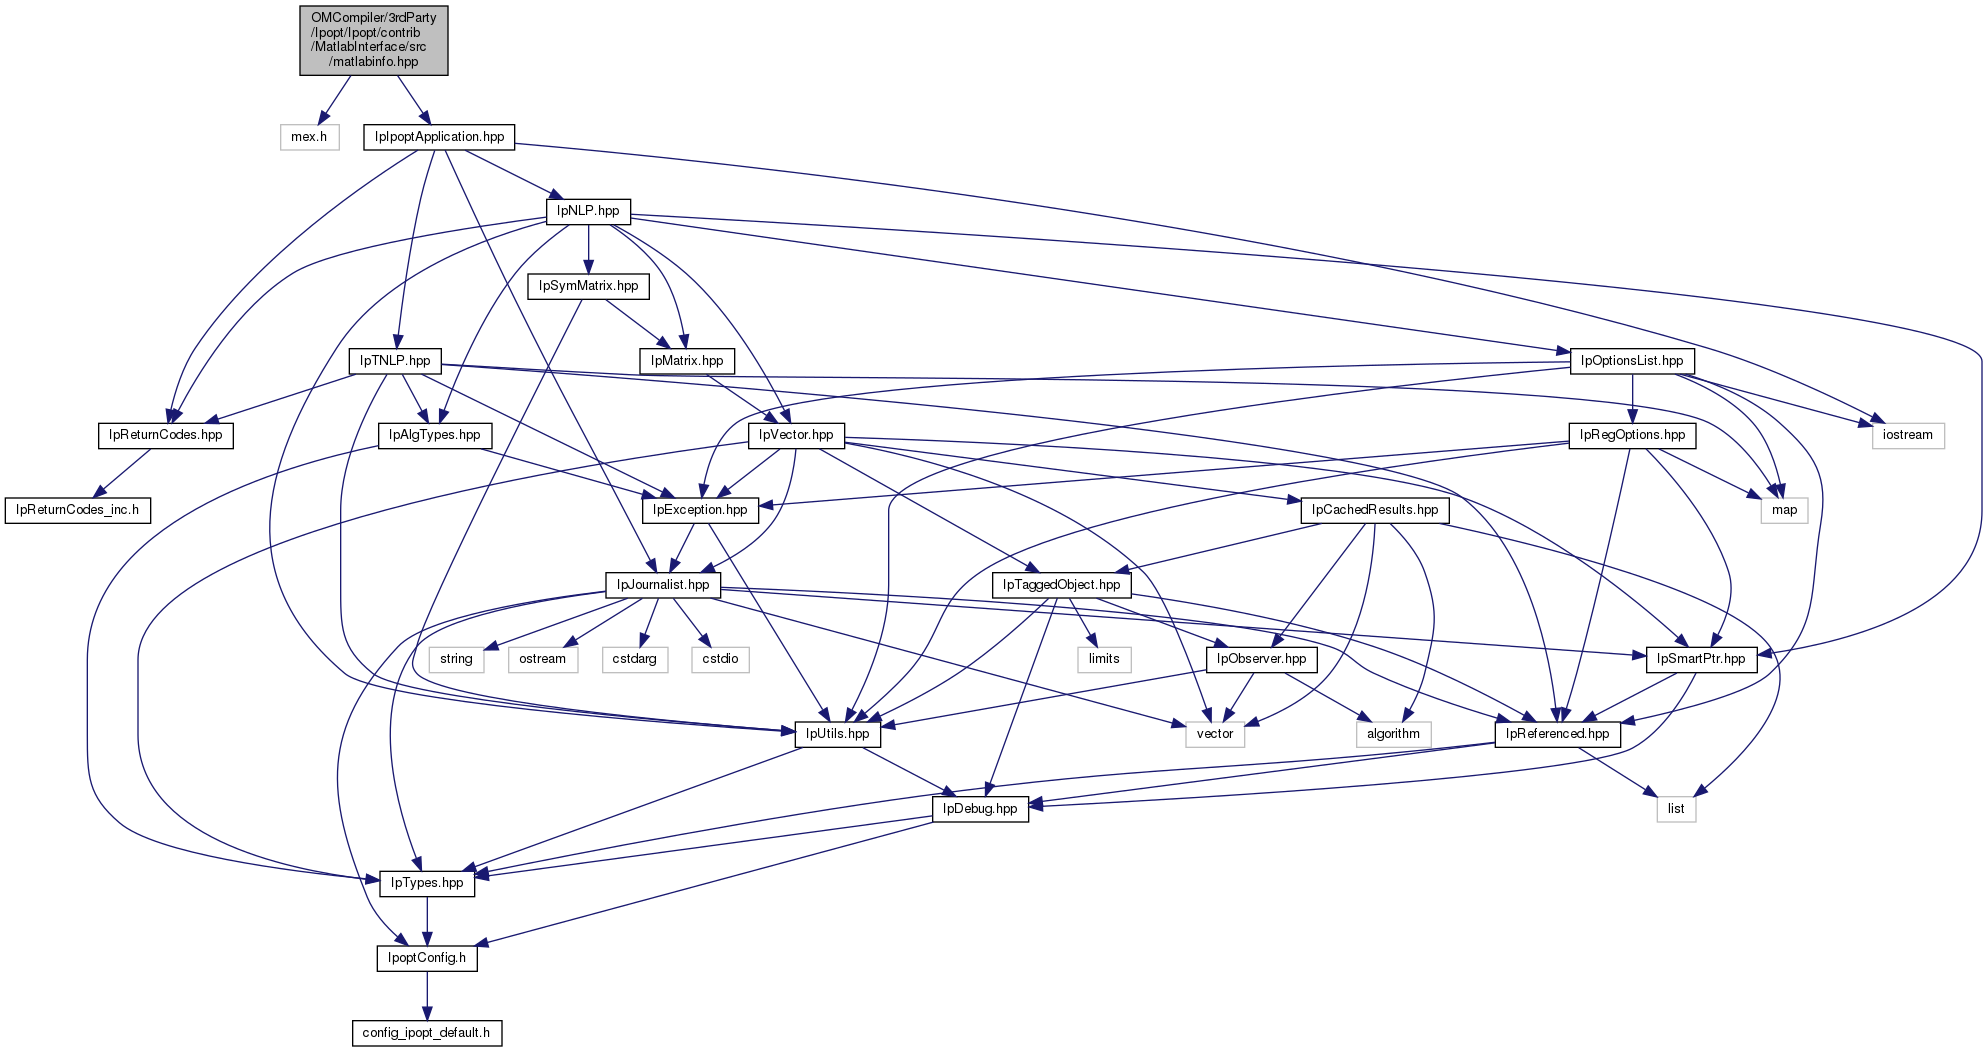 OMCompiler/3rdParty
/Ipopt/Ipopt/contrib
/MatlabInterface/src
/matlabinfo.hpp
mex.h
IpIpoptApplication.hpp
IpNLP.hpp
IpSymMatrix.hpp
IpTNLP.hpp
IpMatrix.hpp
IpOptionsList.hpp
IpReturnCodes.hpp
IpAlgTypes.hpp
IpVector.hpp
IpRegOptions.hpp
iostream
IpReturnCodes_inc.h
IpException.hpp
IpCachedResults.hpp
map
IpJournalist.hpp
IpTaggedObject.hpp
string
ostream
cstdarg
cstdio
limits
IpObserver.hpp
IpSmartPtr.hpp
IpUtils.hpp
vector
algorithm
IpReferenced.hpp
IpDebug.hpp
list
IpTypes.hpp
IpoptConfig.h
config_ipopt_default.h